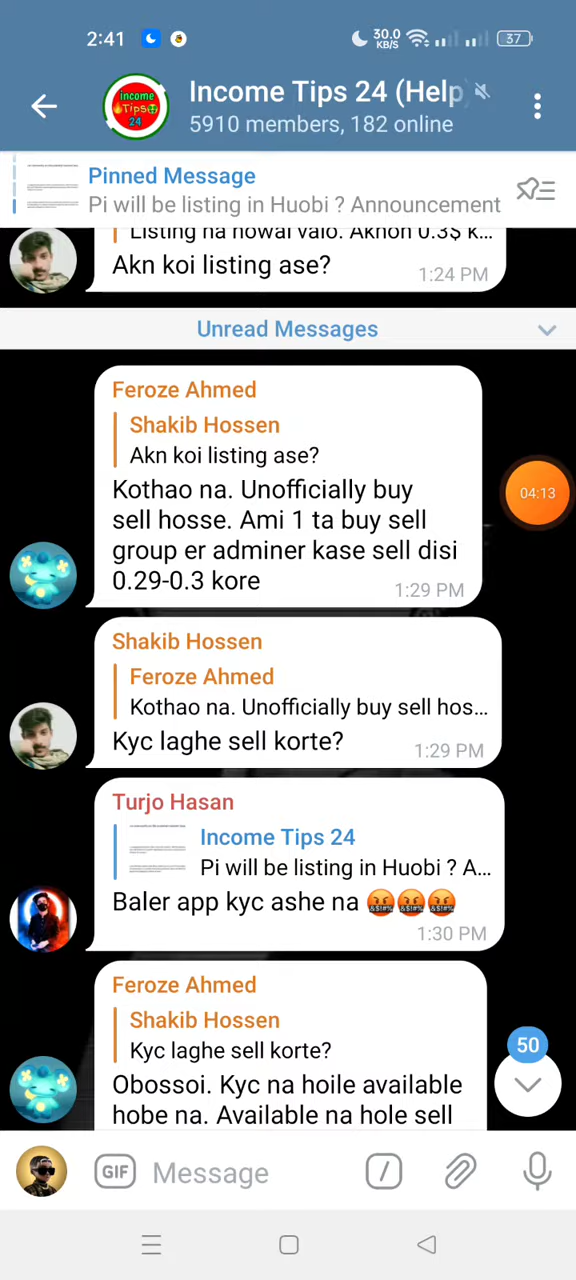 2:41
30.0
KB/S
37
income
Tips
24
Income Tips 24 (Help
5910 members, 182 online
Pinned Message
Pi will be listing in Huobi ? Announcement
Listing na howai valo. Akhon 0.3$ k...
Akn koi listing ase?
1:24 PM
Unread Messages
Feroze Ahmed
Shakib Hossen
Akn koi listing ase?
Kothao na. Unofficially buy
sell hosse. Ami 1 ta buy sell
group er adminer kase sell disi
0.29-0.3 kore
1:29 PM
04:13
Shakib Hossen
Feroze Ahmed
Kothao na. Unofficially buy sell hos...
Kyc laghe sell korte?
1:29 PM
Turjo Hasan
Income Tips 24
Pi will be listing in Huobi ? A...
Baler app kyc ashe na 🤬🤬🤬
1:30 PM
Feroze Ahmed
Shakib Hossen
Kyc laghe sell korte?
Obossoi. Kyc na hoile available
hobe na. Available na hole sell
50
GIF
Message